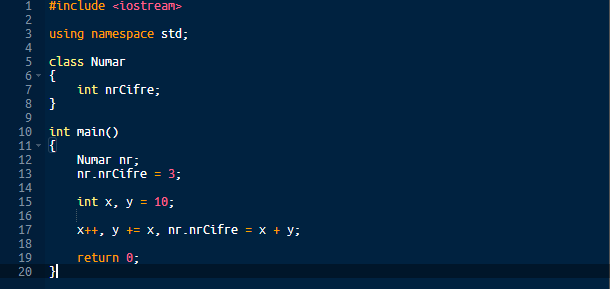 1 #include <iostream>
2
3 using namespace std;
4
5 class Numar
6 {
7     int nrCifre;
8 }
9
10 int main()
11 {
12     Numar nr;
13     nr.nrCifre = 3;
14
15     int x, y = 10;
16
17     x++, y += x, nr.nrCifre = x + y;
18
19     return 0;
20 }